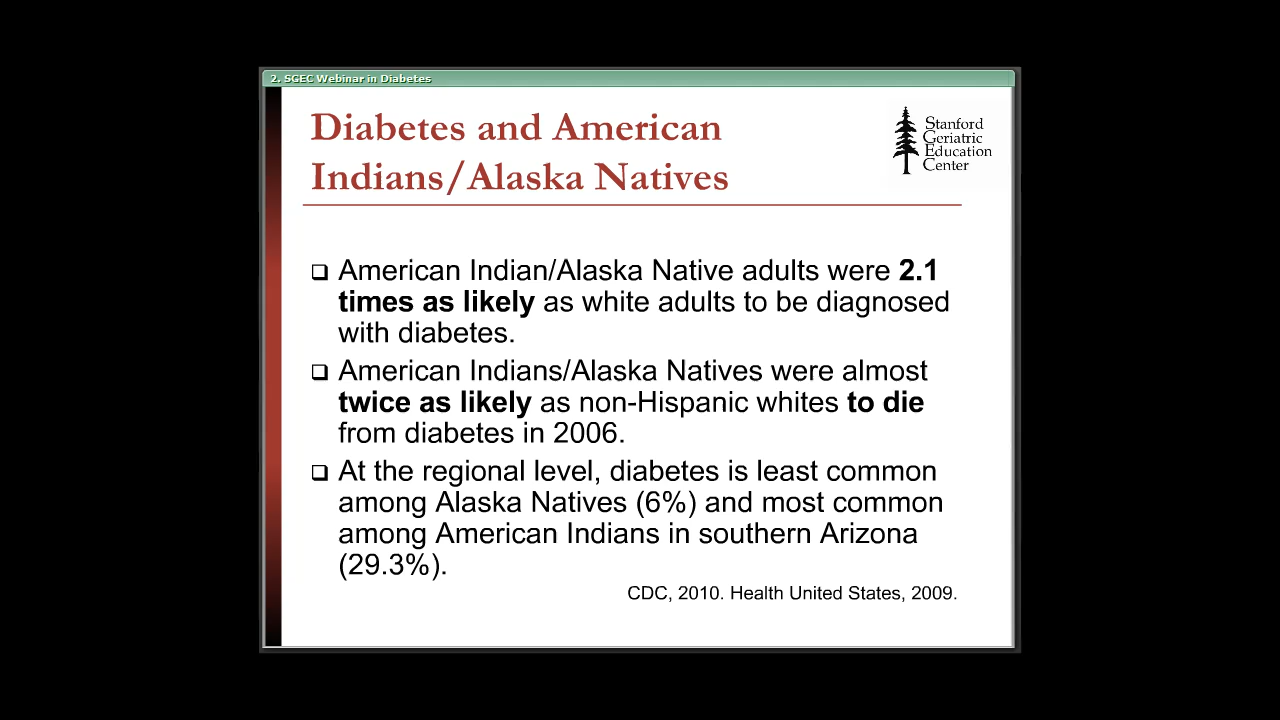 2. SGEC Webinar in Diabetes
Diabetes and American
Indians/Alaska Natives
Stanford
Geriatric
Education
Center
❑ American Indian/Alaska Native adults were 2.1
times as likely as white adults to be diagnosed
with diabetes.
❑ American Indians/Alaska Natives were almost
twice as likely as non-Hispanic whites to die
from diabetes in 2006.
❑ At the regional level, diabetes is least common
among Alaska Natives (6%) and most common
among American Indians in southern Arizona
(29.3%).
CDC, 2010. Health United States, 2009.